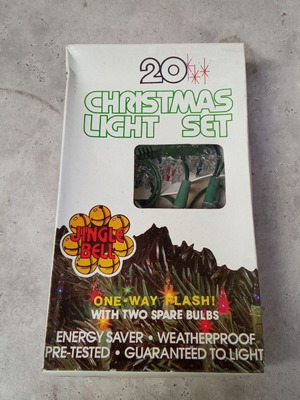 20
CHRISTMAS
LIGHT SET
JINGLE
BELL
ONE-WAY FLASH!
WITH TWO SPARE BULBS
ENERGY SAVER • WEATHERPROOF
PRE-TESTED • GUARANTEED TO LIGHT